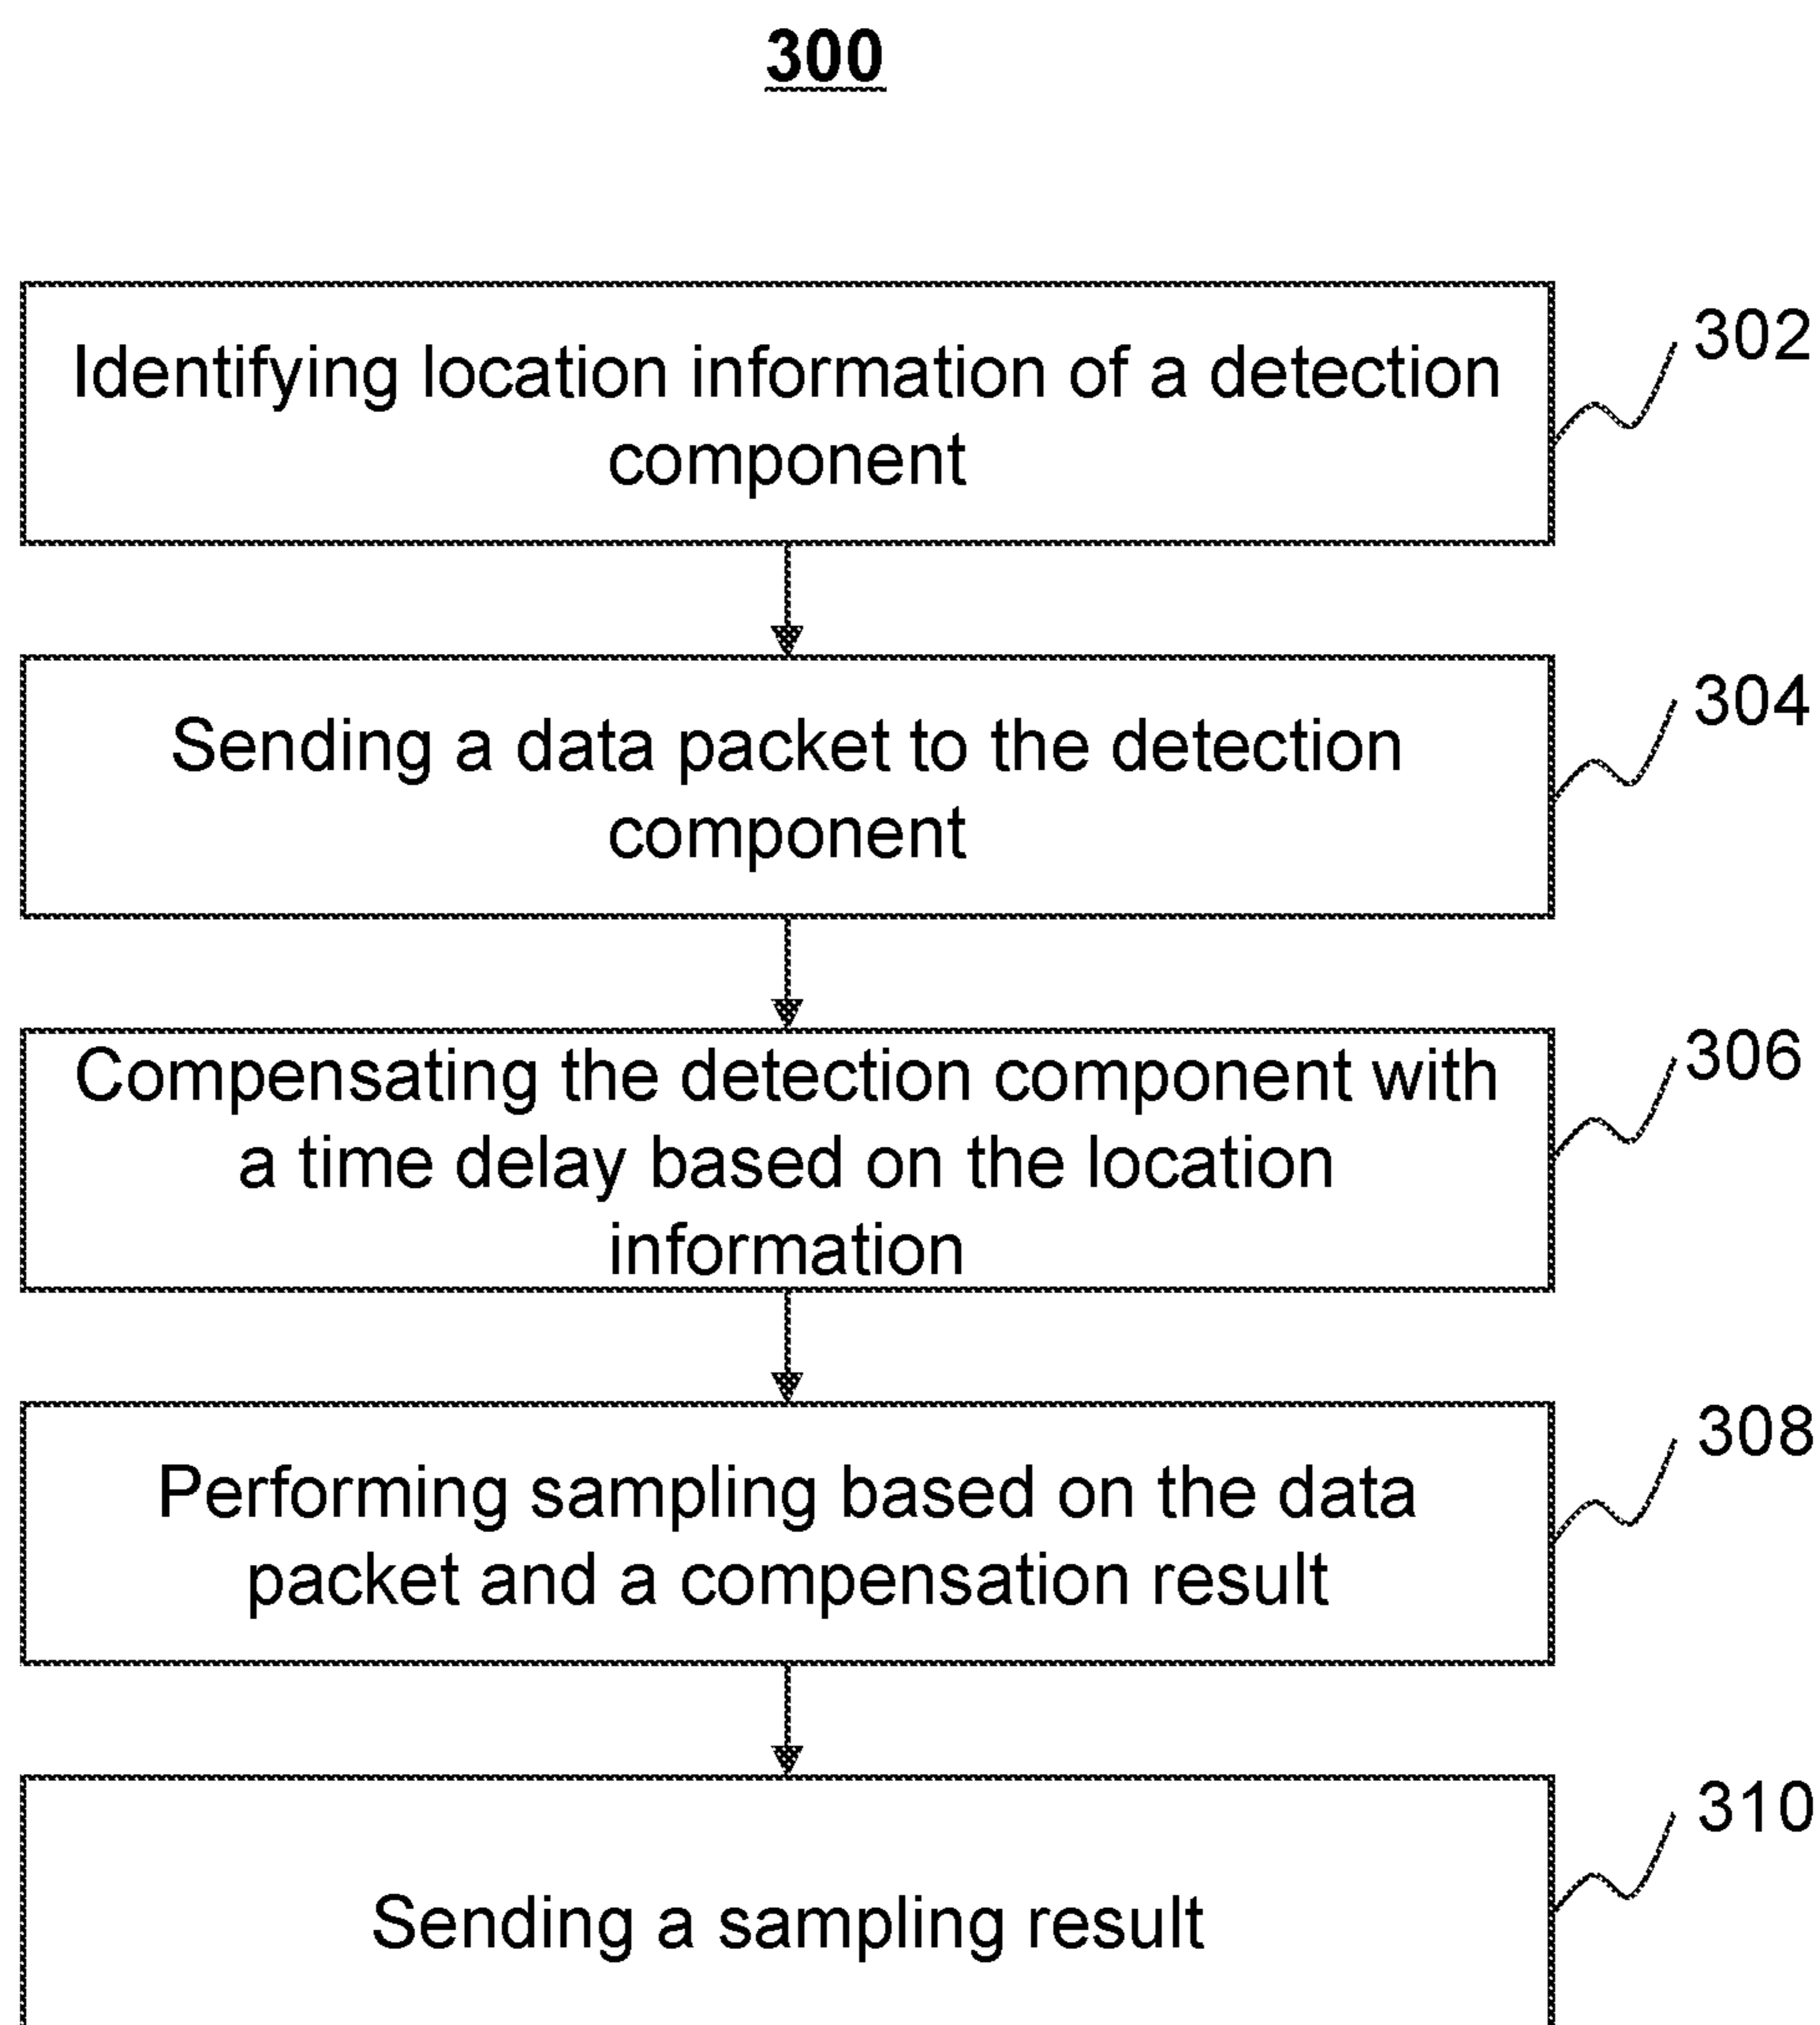 300
Identifying location information of a detection
component
302
Sending a data packet to the detection
component
304
Compensating the detection component with
a time delay based on the location
information
306
Performing sampling based on the data
packet and a compensation result
308
Sending a sampling result
310